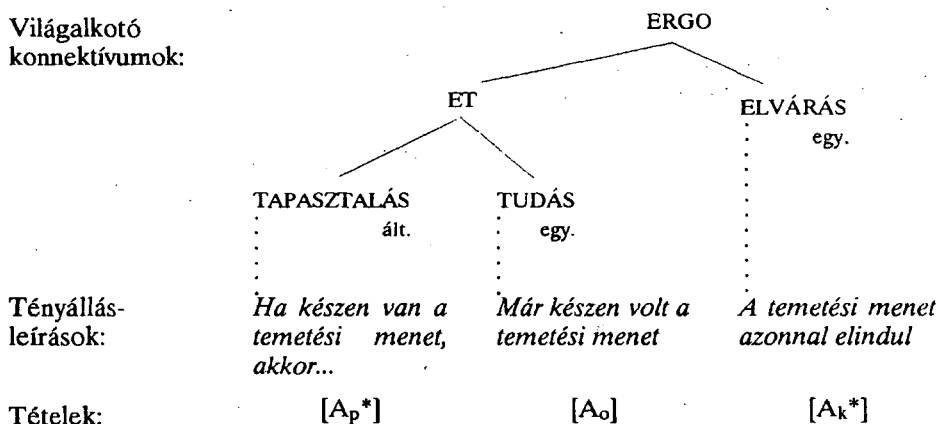 Világalkotó
konnektívumok:
ERGO
ET
ELVÁRÁS
egy.
TAPASZTALÁS
ált.
TUDÁS
egy.
Tényállás-
leírások:
Ha készen van a
temetési menet,
akkor...
Már készen volt a
temetési menet
A temetési menet
azonnal elindul
Tételek:
[Ap*]
[Ao]
[Ak*]